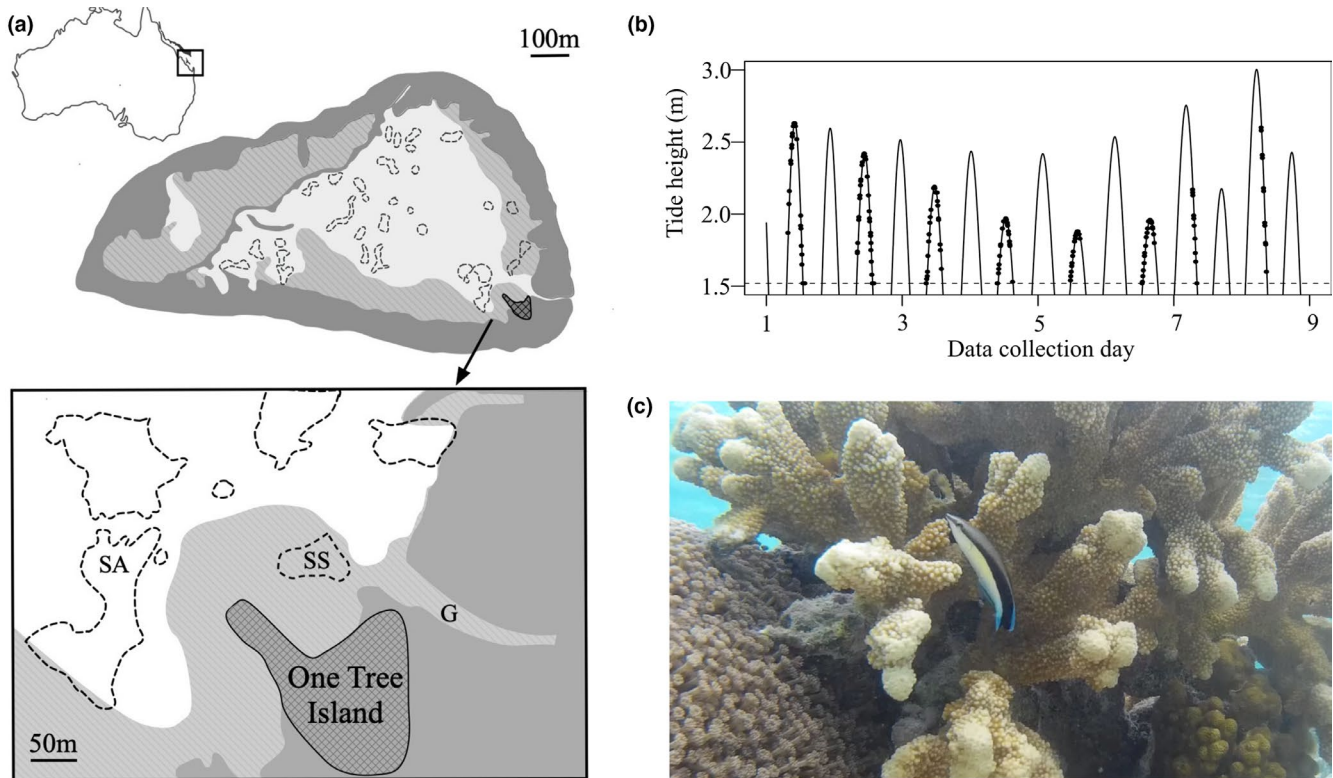 (a)
100m
SA
SS
G
One Tree
Island
50m
(b)
Tide height (m)
3.0
2.5
2.0
1.5
1
3
5
7
9
Data collection day
(c)